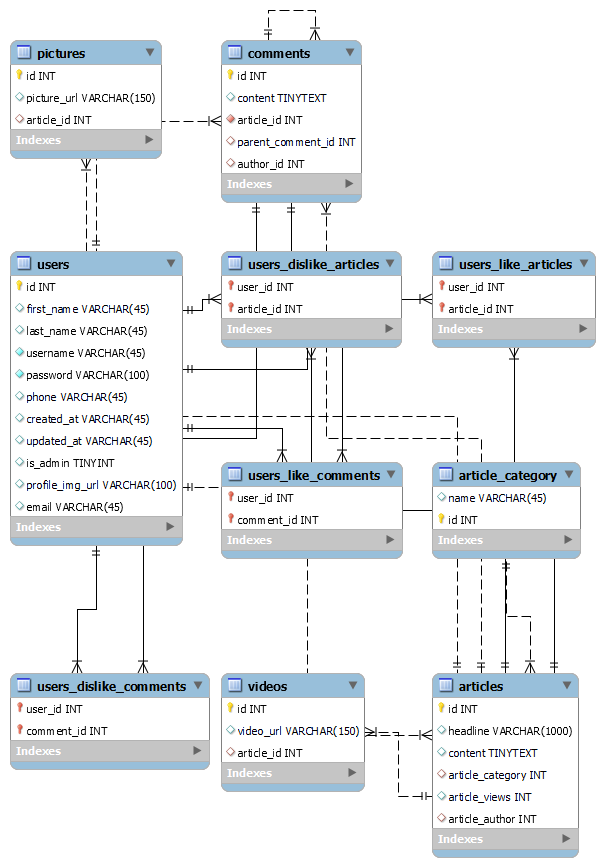 pictures
id INT
picture_url VARCHAR(150)
article_id INT
Indexes
comments
id INT
content TINYTEXT
article_id INT
parent_comment_id INT
author_id INT
Indexes
users
id INT
first_name VARCHAR(45)
last_name VARCHAR(45)
username VARCHAR(45)
password VARCHAR(100)
phone VARCHAR(45)
created_at VARCHAR(45)
updated_at VARCHAR(45)
is_admin TINYINT
profile_img_url VARCHAR(100)
email VARCHAR(45)
Indexes
users_dislike_articles
user_id INT
article_id INT
Indexes
users_like_articles
user_id INT
article_id INT
Indexes
users_like_comments
user_id INT
comment_id INT
Indexes
article_category
name VARCHAR(45)
id INT
Indexes
users_dislike_comments
user_id INT
comment_id INT
Indexes
videos
id INT
video_url VARCHAR(150)
article_id INT
Indexes
articles
id INT
headline VARCHAR(1000)
content TINYTEXT
article_category INT
article_views INT
article_author INT
Indexes